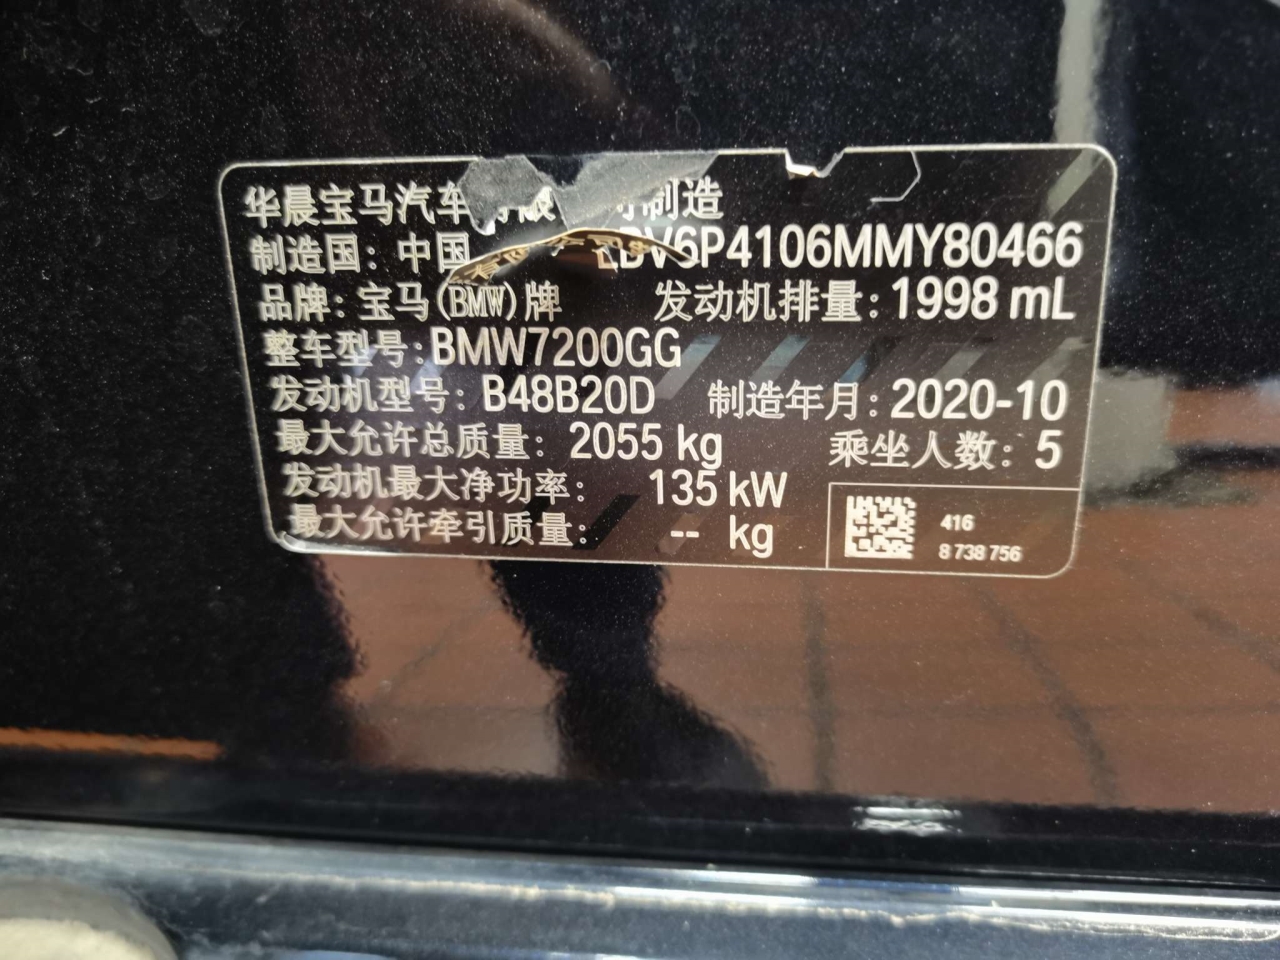 华晨宝马汽车有限 司制造
制造国：中国 LBV6P4106MMY80466
品牌：宝马(BMW)牌 发动机排量：1998 mL
整车型号：BMW7200GG
发动机型号：B48B20D 制造年月：2020-10
最大允许总质量：2055 kg 乘坐人数：5
发动机最大净功率：135 kW
最大允许牵引质量：-- kg
416
8 738 756